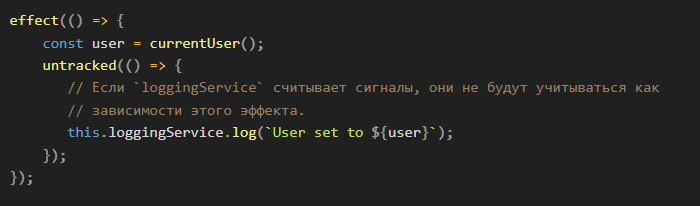 effect(() => {
    const user = currentUser();
    untracked(() => {
       // Если `loggingService` считывает сигналы, они не будут учитываться как
       // зависимости этого эффекта.
       this.loggingService.log(`User set to ${user}`);
    });
});